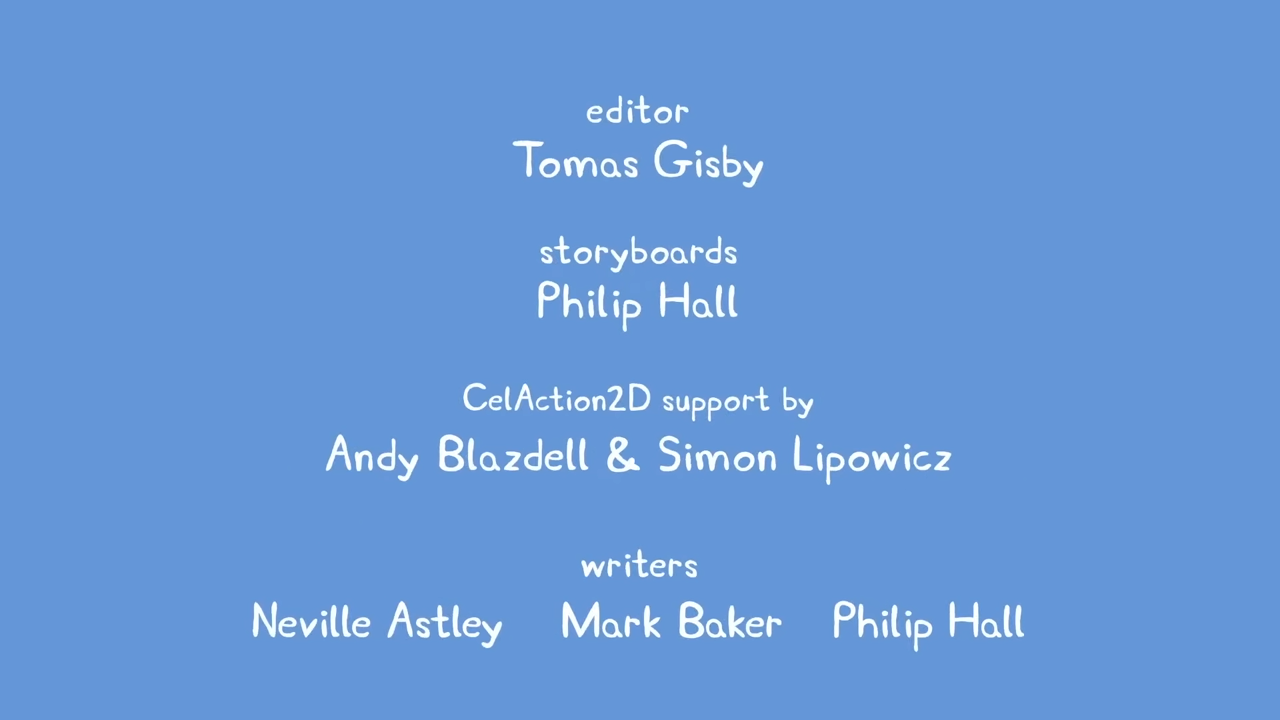 editor
Tomas Gisby
storyboards
Philip Hall
CelAction2D support by
Andy Blazdell & Simon Lipowicz
writers
Neville Astley Mark Baker Philip Hall